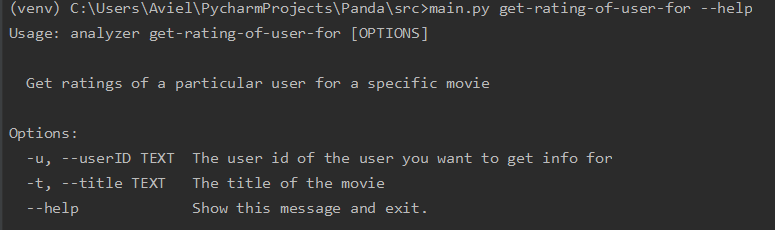 (venv) C:\Users\Aviel\PycharmProjects\Panda\src>main.py get-rating-of-user-for --help
Usage: analyzer get-rating-of-user-for [OPTIONS]
Get ratings of a particular user for a specific movie
Options:
-u, --userID TEXT  The user id of the user you want to get info for
-t, --title TEXT   The title of the movie
--help             Show this message and exit.